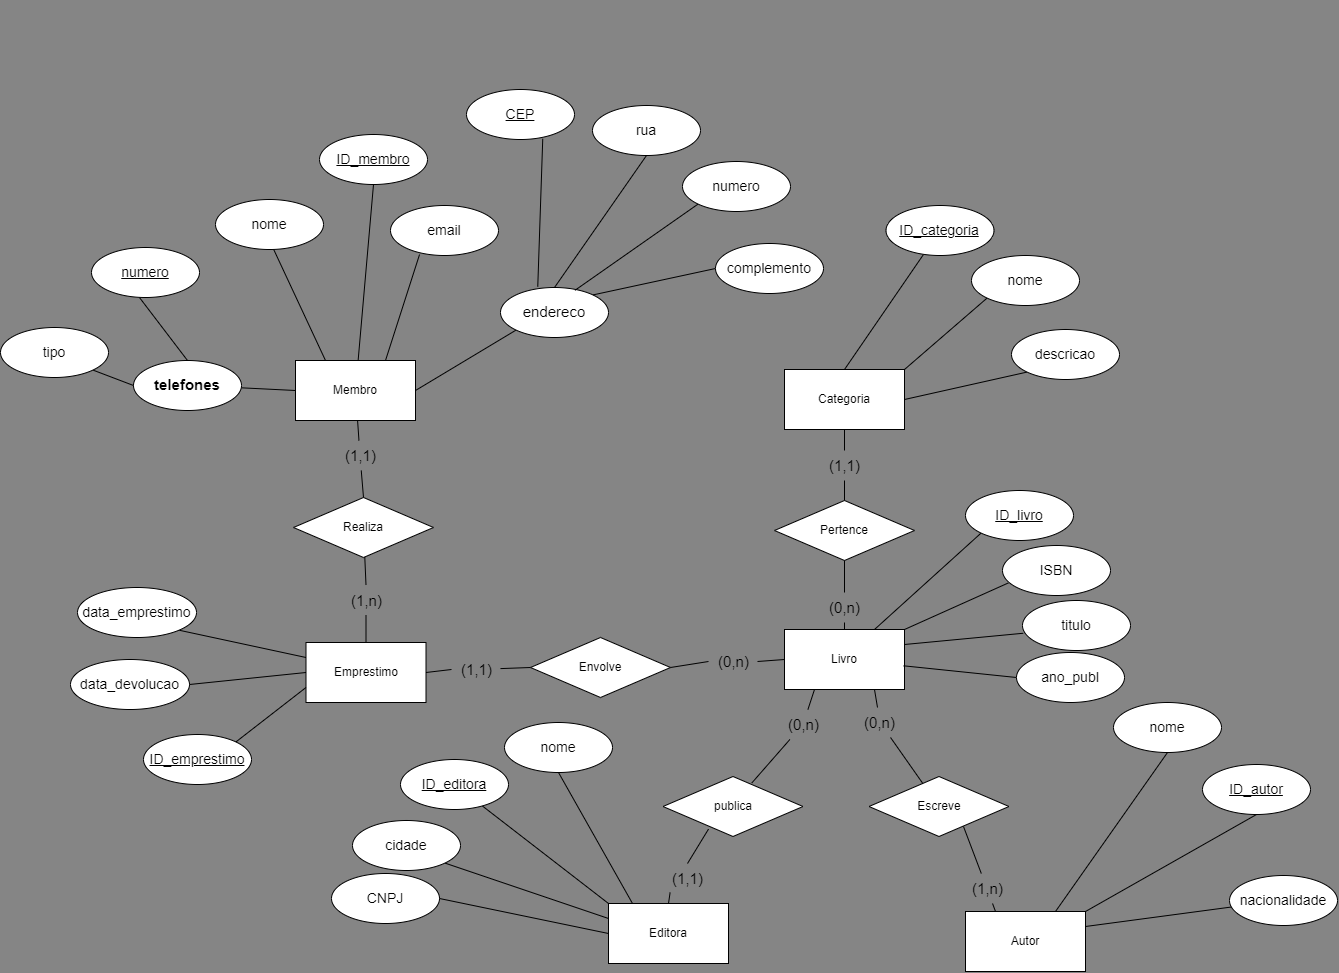 CEP
rua
ID_membro
numero
nome
email
ID_categoria
numero
complemento
nome
endereco
tipo
descricao
telefones
Membro
Categoria
(1,1)
(1,1)
ID_livro
Realiza
Pertence
ISBN
(1,n)
(0,n)
data_emprestimo
titulo
Livro
Envolve
(0,n)
Emprestimo
(1,1)
ano_publ
data_devolucao
(0,n)
(0,n)
nome
nome
ID_emprestimo
ID_editora
ID_autor
publica
Escreve
cidade
(1,1)
(1,n)
CNPJ
nacionalidade
Editora
Autor